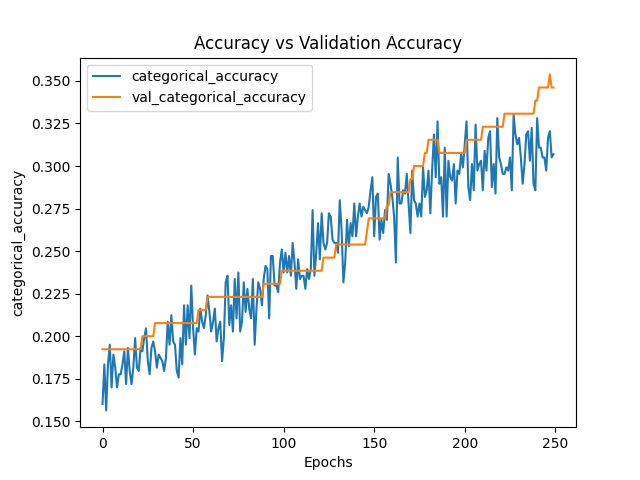 Accuracy vs Validation Accuracy
categorical_accuracy
val_categorical_accuracy
categorical_accuracy
0.350
0.325
0.300
0.275
0.250
0.225
0.200
0.175
0.150
0 50 100 150 200 250
Epochs